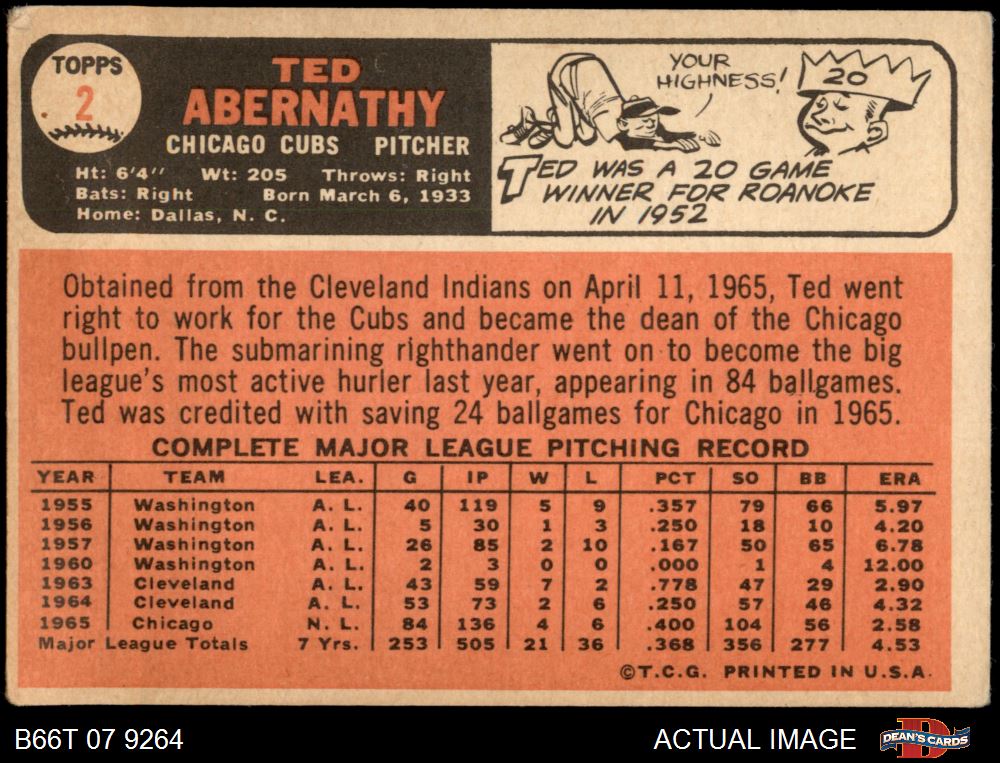 TOPPS
2
TED
ABERNATHY
CHICAGO CUBS PITCHER
Ht: 6'4" Wt: 205 Throws: Right
Bats: Right Born March 6, 1933
Home: Dallas, N. C.
YOUR
HIGHNESS!
20
TED WAS A 20 GAME
WINNER FOR ROANOKE
IN 1952
Obtained from the Cleveland Indians on April 11, 1965, Ted went
right to work for the Cubs and became the dean of the Chicago
bullpen. The submarining righthander went on to become the big
league's most active hurler last year, appearing in 84 ballgames.
Ted was credited with saving 24 ballgames for Chicago in 1965.
COMPLETE MAJOR LEAGUE PITCHING RECORD
YEAR TEAM LEA. G IP W L PCT SO BB ERA
1955 Washington A. L. 40 119 5 9 .357 79 66 5.97
1956 Washington A. L. 5 30 1 3 .250 18 10 4.20
1957 Washington A. L. 26 85 2 10 .167 50 65 6.78
1960 Washington A. L. 2 3 0 0 .000 1 4 12.00
1963 Cleveland A. L. 43 59 7 2 .778 47 29 2.90
1964 Cleveland A. L. 53 73 2 6 .250 57 46 4.32
1965 Chicago N. L. 84 136 4 6 .400 104 56 2.58
Major League Totals 7 Yrs. 253 505 21 36 .368 356 277 4.53
©T.C.G. PRINTED IN U.S.A.
B66T 07 9264 ACTUAL IMAGE
D
DEAN'S CARDS